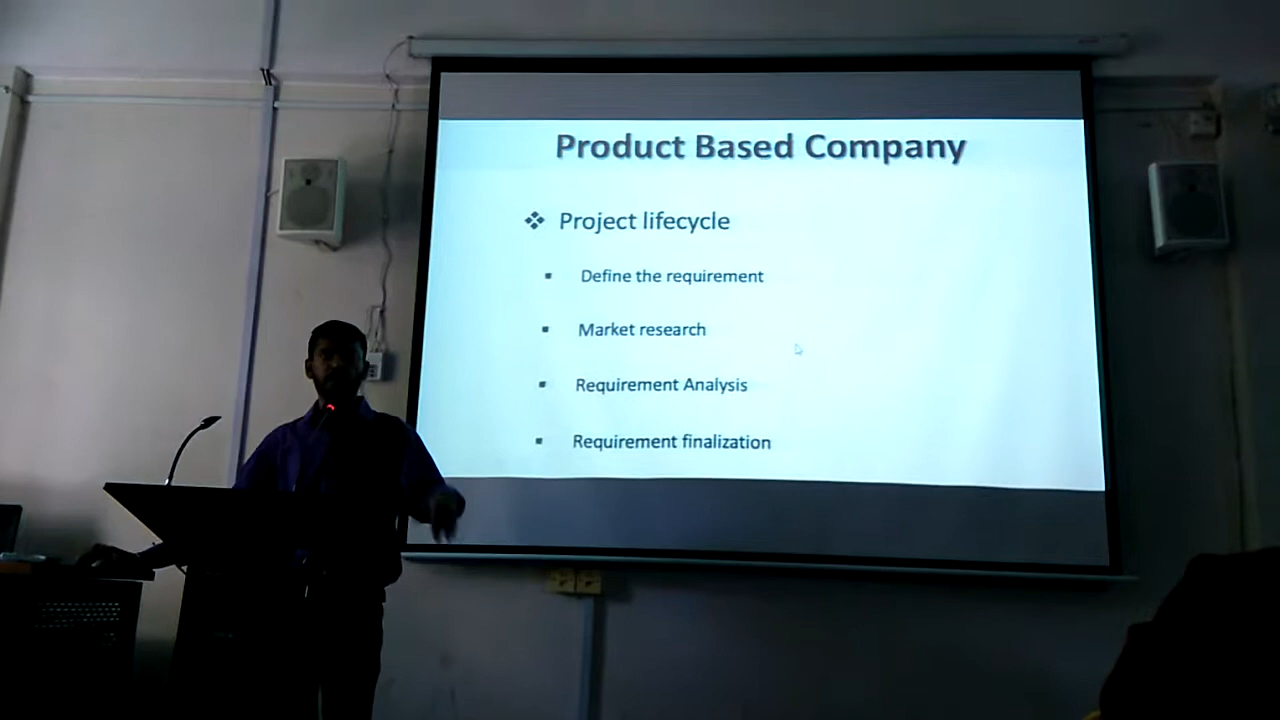 Product Based Company
❖ Project lifecycle
▪ Define the requirement
▪ Market research
▪ Requirement Analysis
▪ Requirement finalization